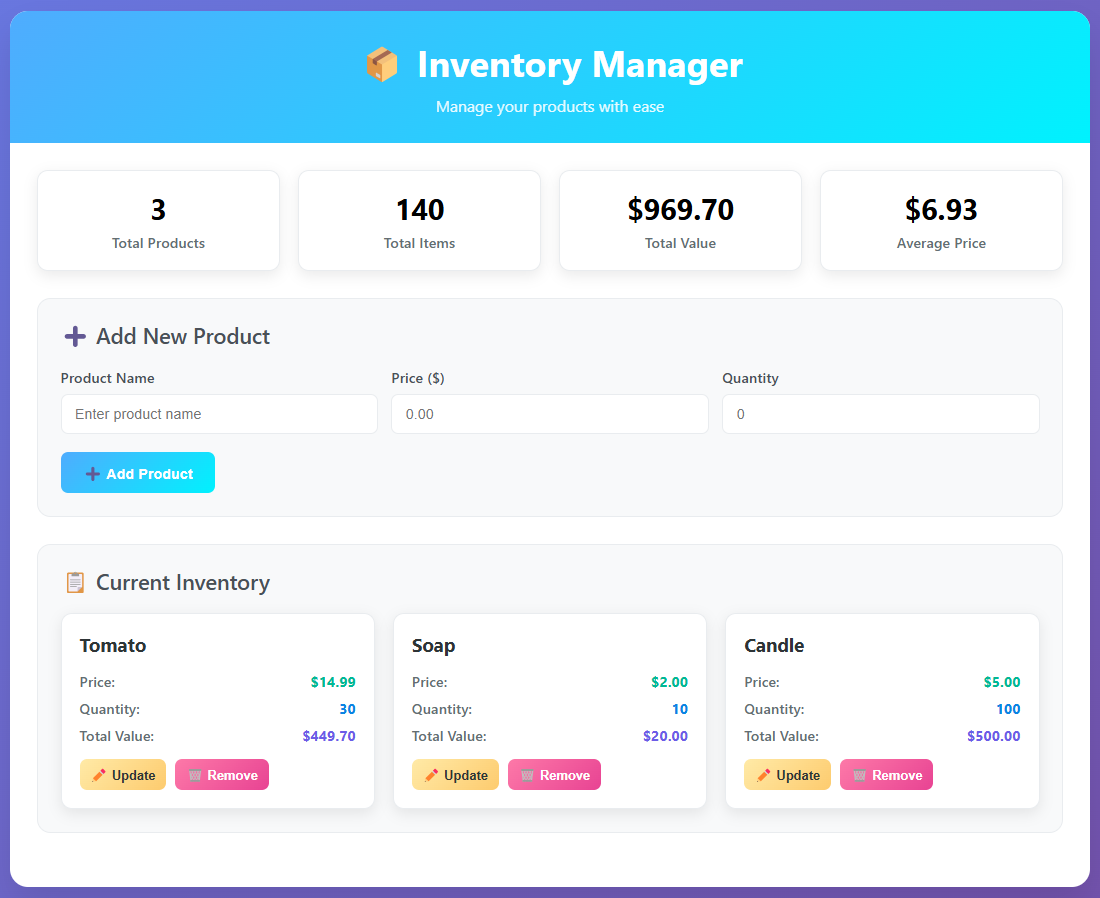 Inventory Manager
Manage your products with ease
3
Total Products
140
Total Items
$969.70
Total Value
$6.93
Average Price
Add New Product
Product Name
Enter product name
Price ($)
0.00
Quantity
0
Add Product
Current Inventory
Tomato
Price: $14.99
Quantity: 30
Total Value: $449.70
Update Remove
Soap
Price: $2.00
Quantity: 10
Total Value: $20.00
Update Remove
Candle
Price: $5.00
Quantity: 100
Total Value: $500.00
Update Remove